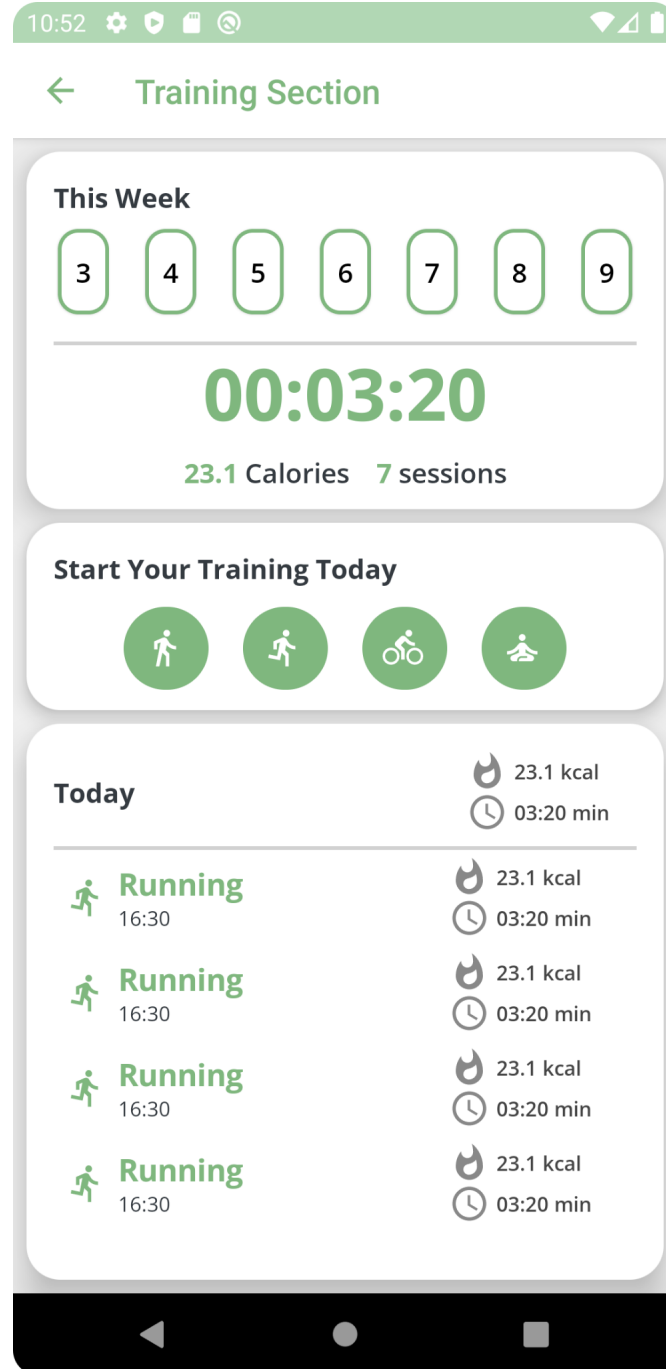 10:52
Training Section
This Week
3 4 5 6 7 8 9
00:03:20
23.1 Calories 7 sessions
Start Your Training Today
Today
23.1 kcal
03:20 min
Running 23.1 kcal
16:30 03:20 min
Running 23.1 kcal
16:30 03:20 min
Running 23.1 kcal
16:30 03:20 min
Running 23.1 kcal
16:30 03:20 min